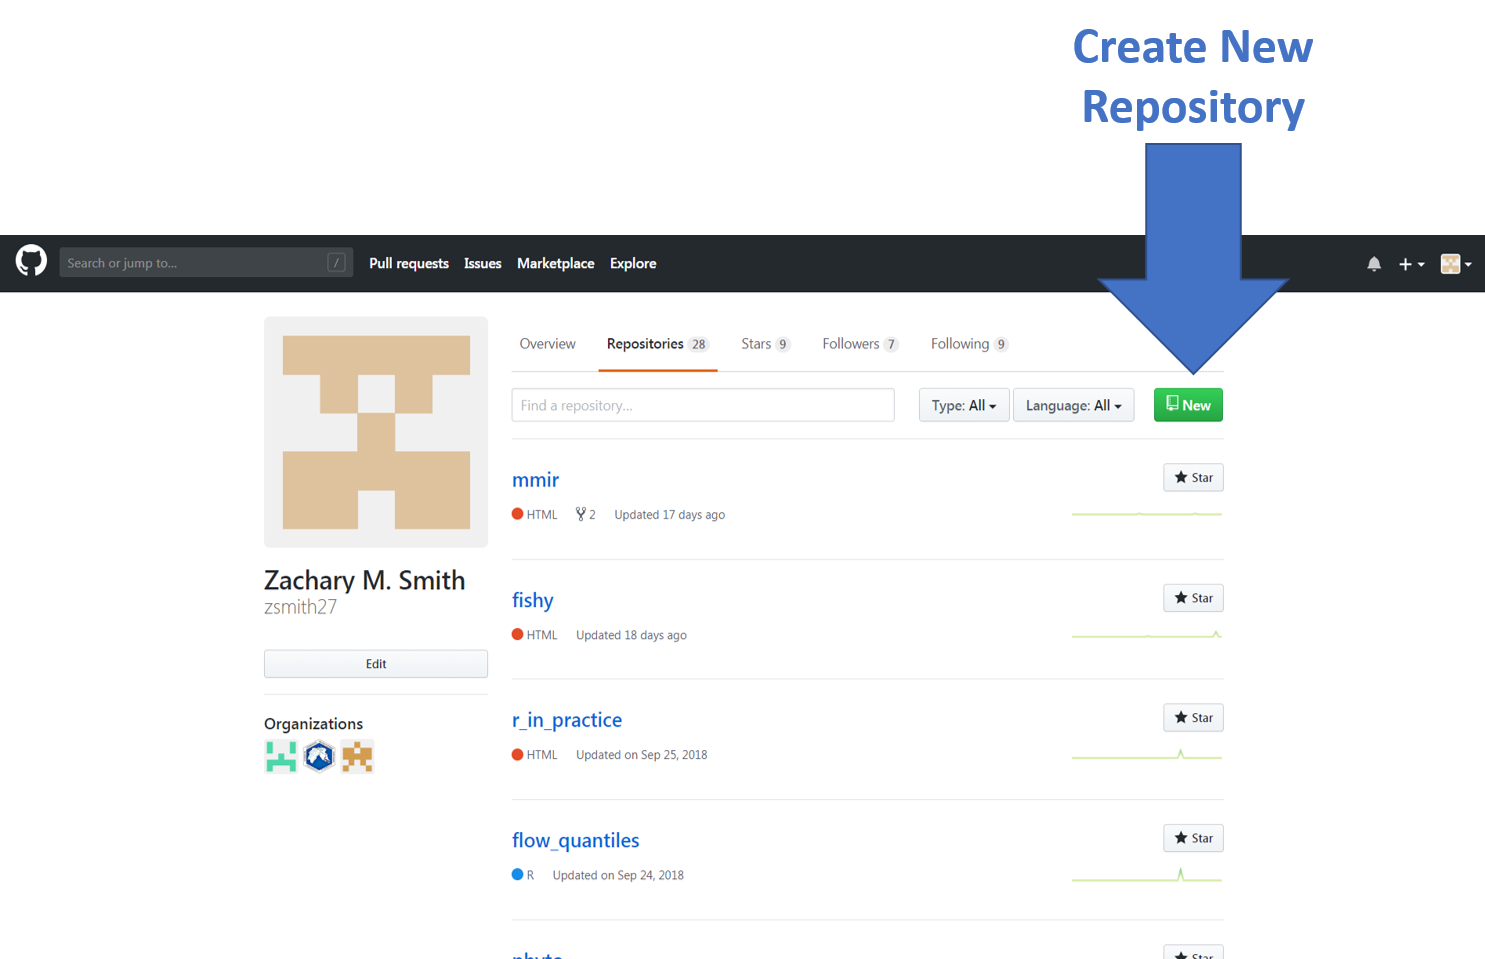 Create New
Repository
Search or jump to... /
Pull requests Issues Marketplace Explore
Overview Repositories 28 Stars 9 Followers 7 Following 9
Find a repository... Type: All Language: All New
mmir Star
HTML 2 Updated 17 days ago
Zachary M. Smith
zsmith27
fishy Star
HTML Updated 18 days ago
Edit
Organizations
r_in_practice Star
HTML Updated on Sep 25, 2018
flow_quantiles Star
R Updated on Sep 24, 2018
Star